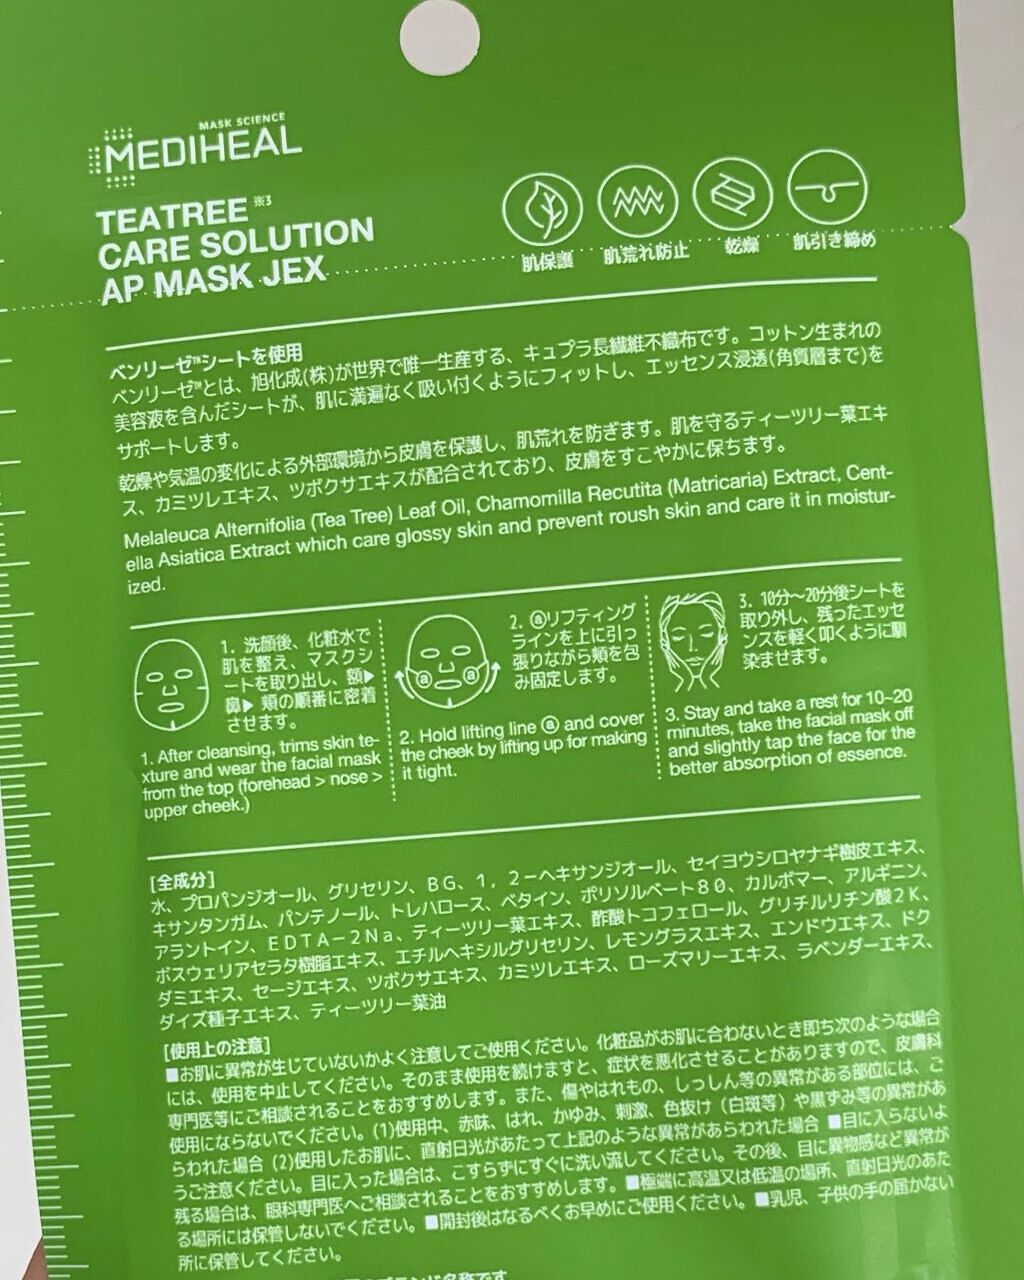 MASK SCIENCE
MEDIHEAL
TEATREE ※3
CARE SOLUTION
AP MASK JEX
肌保護
肌荒れ防止
乾燥
肌引き締め
ベンリーゼ™シートを使用
ベンリーゼ™とは、旭化成(株)が世界で唯一生産する、キュプラ長繊維不織布です。コットン生まれの
美容液を含んだシートが、肌に満遍なく吸い付くようにフィットし、エッセンス浸透(角質層まで)を
サポートします。
乾燥や気温の変化による外部環境から皮膚を保護し、肌荒れを防ぎます。肌を守るティーツリー葉エキ
ス、カミツレエキス、ツボクサエキスが配合されており、皮膚をすこやかに保ちます。
Melaleuca Alternifolia (Tea Tree) Leaf Oil, Chamomilla Recutita (Matricaria) Extract, Cent-
ella Asiatica Extract which care glossy skin and prevent roush skin and care it in moistur-
ized.
1. 洗顔後、化粧水で
肌を整え、マスクシ
ートを取り出し、額▶
鼻▶ 頬の順番に密着
させます。
1. After cleansing, trims skin te-
xture and wear the facial mask
from the top (forehead > nose >
upper cheek.)
ⓐ ⓐ
2. ⓐリフティング
ラインを上に引っ
張りながら頬を包
み固定します。
2. Hold lifting line ⓐ and cover
the cheek by lifting up for making
it tight.
3. 10分〜20分後シートを
取り外し、残ったエッセ
ンスを軽く叩くように馴
染ませます。
3. Stay and take a rest for 10~20
minutes, take the facial mask off
and slightly tap the face for the
better absorption of essence.
[全成分]
水、プロパンジオール、グリセリン、ＢＧ、１，２－ヘキサンジオール、セイヨウシロヤナギ樹皮エキス、
キサンタンガム、パンテノール、トレハロース、ベタイン、ポリソルベート８０、カルボマー、アルギニン、
アラントイン、ＥＤＴＡ－２Ｎａ、ティーツリー葉エキス、酢酸トコフェロール、グリチルリチン酸２Ｋ、
ボスウェリアセラタ樹脂エキス、エチルヘキシルグリセリン、レモングラスエキス、エンドウエキス、ドク
ダミエキス、セージエキス、ツボクサエキス、カミツレエキス、ローズマリーエキス、ラベンダーエキス、
ダイズ種子エキス、ティーツリー葉油
[使用上の注意]
■お肌に異常が生じていないかよく注意してご使用ください。化粧品がお肌に合わないとき即ち次のような場合
には、使用を中止してください。そのまま使用を続けますと、症状を悪化させることがありますので、皮膚科
専門医等にご相談されることをおすすめします。また、傷やはれもの、しっしん等の異常がある部位には、ご
使用にならないでください。(1)使用中、赤味、はれ、かゆみ、刺激、色抜け（白斑等）や黒ずみ等の異常があ
らわれた場合 (2)使用したお肌に、直射日光があたって上記のような異常があらわれた場合 ■目に入らないよ
うご注意ください。目に入った場合は、こすらずにすぐに洗い流してください。その後、目に異物感など異常が
残る場合は、眼科専門医へご相談されることをおすすめします。■極端に高温又は低温の場所、直射日光のあた
る場所には保管しないでください。■開封後はなるべくお早めにご使用ください。■乳児、子供の手の届かない
所に保管してください。